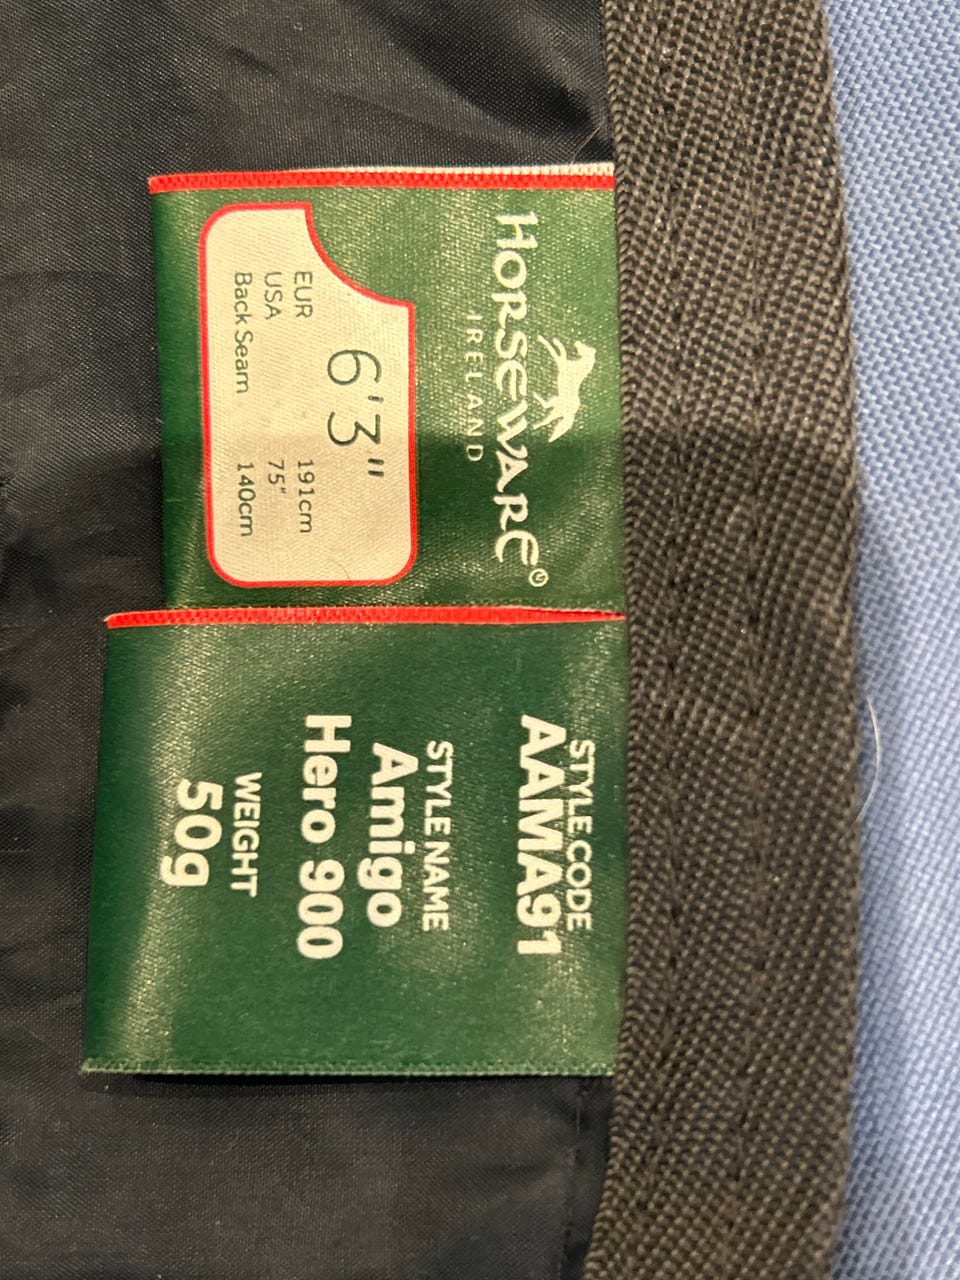 HORSEWARE®
IRELAND
6'3"
EUR 191cm
USA 75"
Back Seam 140cm
STYLE CODE
AAMA91
STYLE NAME
Amigo
Hero 900
WEIGHT
50g